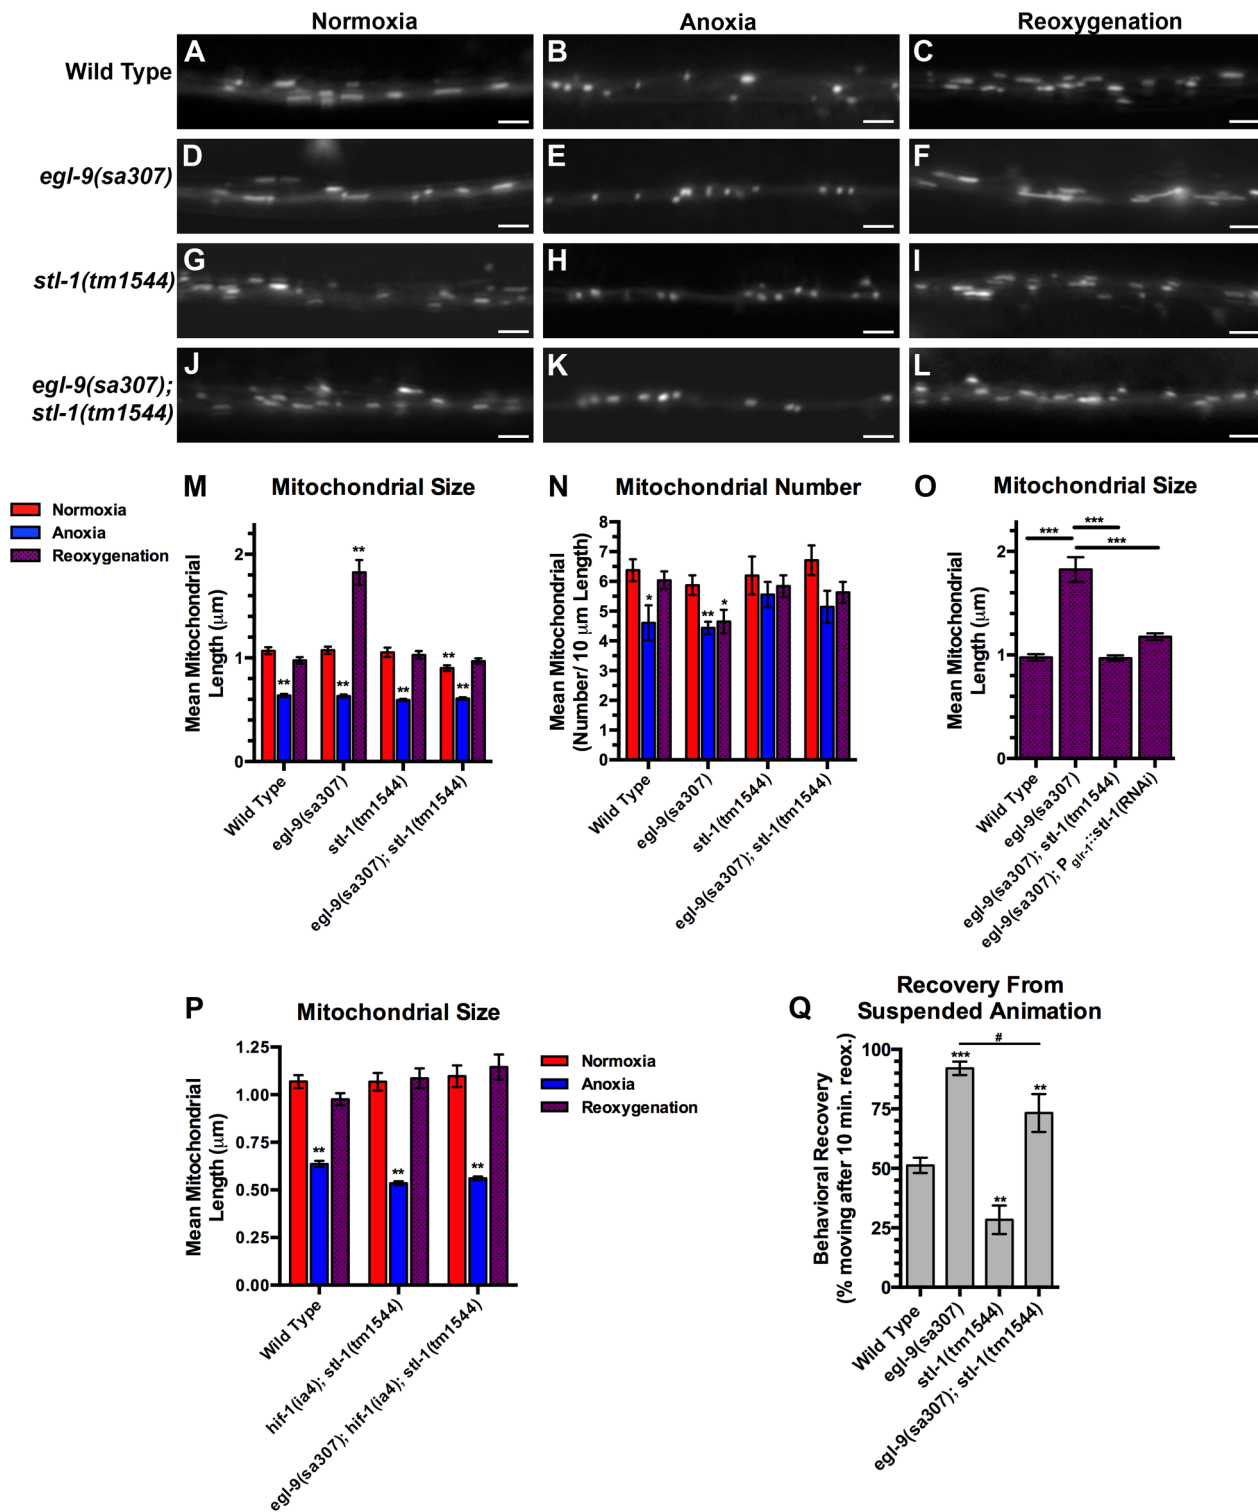 Normoxia
Anoxia
Reoxygenation
Wild Type
A
B
C
egl-9(sa307)
D
E
F
stl-1(tm1544)
G
H
I
egl-9(sa307);
stl-1(tm1544)
J
K
L
Normoxia
Anoxia
Reoxygenation
M
Mitochondrial Size
Mean Mitochondrial
Length (μm)
2
1
0
**
**
**
**
**
**
Wild Type
egl-9(sa307)
stl-1(tm1544)
egl-9(sa307); stl-1(tm1544)
N
Mitochondrial Number
Mean Mitochondrial
(Number/ 10 μm Length)
8
7
6
5
4
3
2
1
0
*
**
*
Wild Type
egl-9(sa307)
stl-1(tm1544)
egl-9(sa307); stl-1(tm1544)
O
Mitochondrial Size
Mean Mitochondrial
Length (μm)
2
1
0
***
***
***
Wild Type
egl-9(sa307)
egl-9(sa307); stl-1(tm1544)
egl-9(sa307); P glr-1::stl-1(RNAi)
P
Mitochondrial Size
Mean Mitochondrial
Length (μm)
1.25
1.00
0.75
0.50
0.25
0.00
**
**
**
Wild Type
hif-1(ia4); stl-1(tm1544)
egl-9(sa307); hif-1(ia4); stl-1(tm1544)
Normoxia
Anoxia
Reoxygenation
Q
Recovery From
Suspended Animation
Behavioral Recovery
(% moving after 10 min. reox.)
100
75
50
25
0
#
***
**
**
Wild Type
egl-9(sa307)
stl-1(tm1544)
egl-9(sa307); stl-1(tm1544)